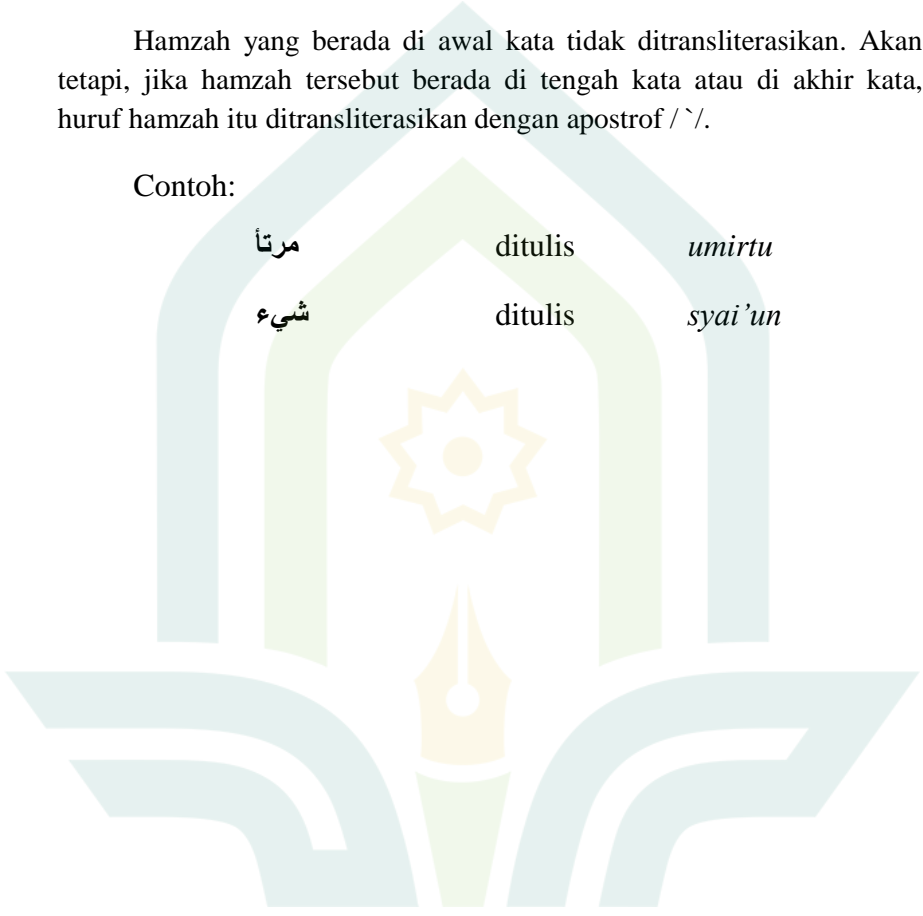 Hamzah yang berada di awal kata tidak ditransliterasikan. Akan
tetapi, jika hamzah tersebut berada di tengah kata atau di akhir kata,
huruf hamzah itu ditransliterasikan dengan apostrof / `/.
Contoh:
مرتأ ditulis umirtu
شيء ditulis syai’un